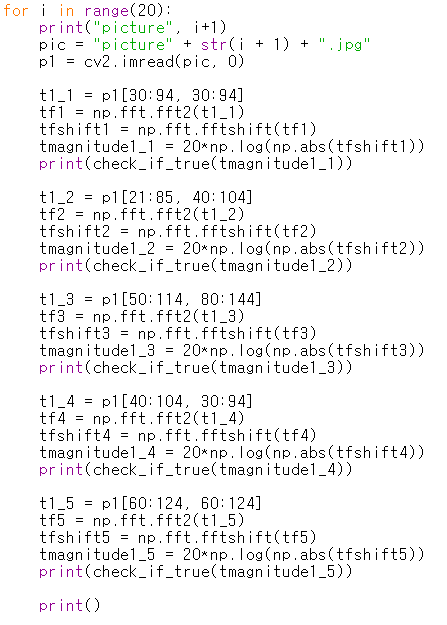 for i in range(20):
    print("picture", i+1)
    pic = "picture" + str(i + 1) + ".jpg"
    p1 = cv2.imread(pic, 0)

    t1_1 = p1[30:94, 30:94]
    tf1 = np.fft.fft2(t1_1)
    tfshift1 = np.fft.fftshift(tf1)
    tmagnitude1_1 = 20*np.log(np.abs(tfshift1))
    print(check_if_true(tmagnitude1_1))

    t1_2 = p1[21:85, 40:104]
    tf2 = np.fft.fft2(t1_2)
    tfshift2 = np.fft.fftshift(tf2)
    tmagnitude1_2 = 20*np.log(np.abs(tfshift2))
    print(check_if_true(tmagnitude1_2))

    t1_3 = p1[50:114, 80:144]
    tf3 = np.fft.fft2(t1_3)
    tfshift3 = np.fft.fftshift(tf3)
    tmagnitude1_3 = 20*np.log(np.abs(tfshift3))
    print(check_if_true(tmagnitude1_3))

    t1_4 = p1[40:104, 30:94]
    tf4 = np.fft.fft2(t1_4)
    tfshift4 = np.fft.fftshift(tf4)
    tmagnitude1_4 = 20*np.log(np.abs(tfshift4))
    print(check_if_true(tmagnitude1_4))

    t1_5 = p1[60:124, 60:124]
    tf5 = np.fft.fft2(t1_5)
    tfshift5 = np.fft.fftshift(tf5)
    tmagnitude1_5 = 20*np.log(np.abs(tfshift5))
    print(check_if_true(tmagnitude1_5))

    print()